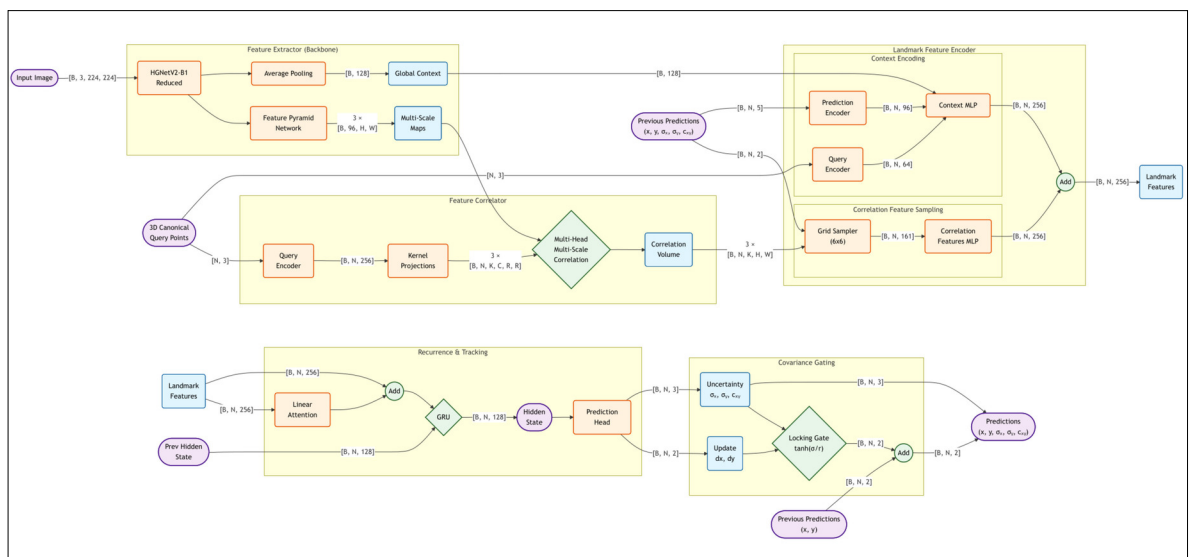 Feature Extractor (Backbone)
Input Image
[B, 3, 224, 224]
HGNetV2-B1
Reduced
Average Pooling
[B, 128]
Global Context
[B, 128]
Feature Pyramid
Network
3 ×
[B, 96, H, W]
Multi-Scale
Maps
Landmark Feature Encoder
Context Encoding
Previous Predictions
(x, y, σₓ, σᵧ, cₓᵧ)
[B, N, 5]
[B, N, 2]
Prediction
Encoder
[B, N, 96]
Context MLP
[B, N, 256]
Query
Encoder
[B, N, 64]
[N, 3]
Add
[B, N, 256]
Landmark
Features
Correlation Feature Sampling
Grid Sampler
(6x6)
[B, N, 161]
Correlation
Features MLP
[B, N, 256]
3D Canonical
Query Points
[N, 3]
Feature Correlator
Query
Encoder
[B, N, 256]
Kernel
Projections
3 ×
[B, N, K, C, R, R]
Multi-Head
Multi-Scale
Correlation
Correlation
Volume
3 ×
[B, N, K, H, W]
Recurrence & Tracking
Landmark
Features
[B, N, 256]
[B, N, 256]
Linear
Attention
Add
GRU
Prev Hidden
State
[B, N, 128]
[B, N, 128]
Hidden
State
Prediction
Head
[B, N, 3]
[B, N, 2]
Covariance Gating
Uncertainty
σₓ, σᵧ, cₓᵧ
[B, N, 3]
Update
dx, dy
Locking Gate
tanh(σ/r)
[B, N, 2]
Add
[B, N, 2]
[B, N, 2]
Predictions
(x, y, σₓ, σᵧ, cₓᵧ)
Previous Predictions
(x, y)